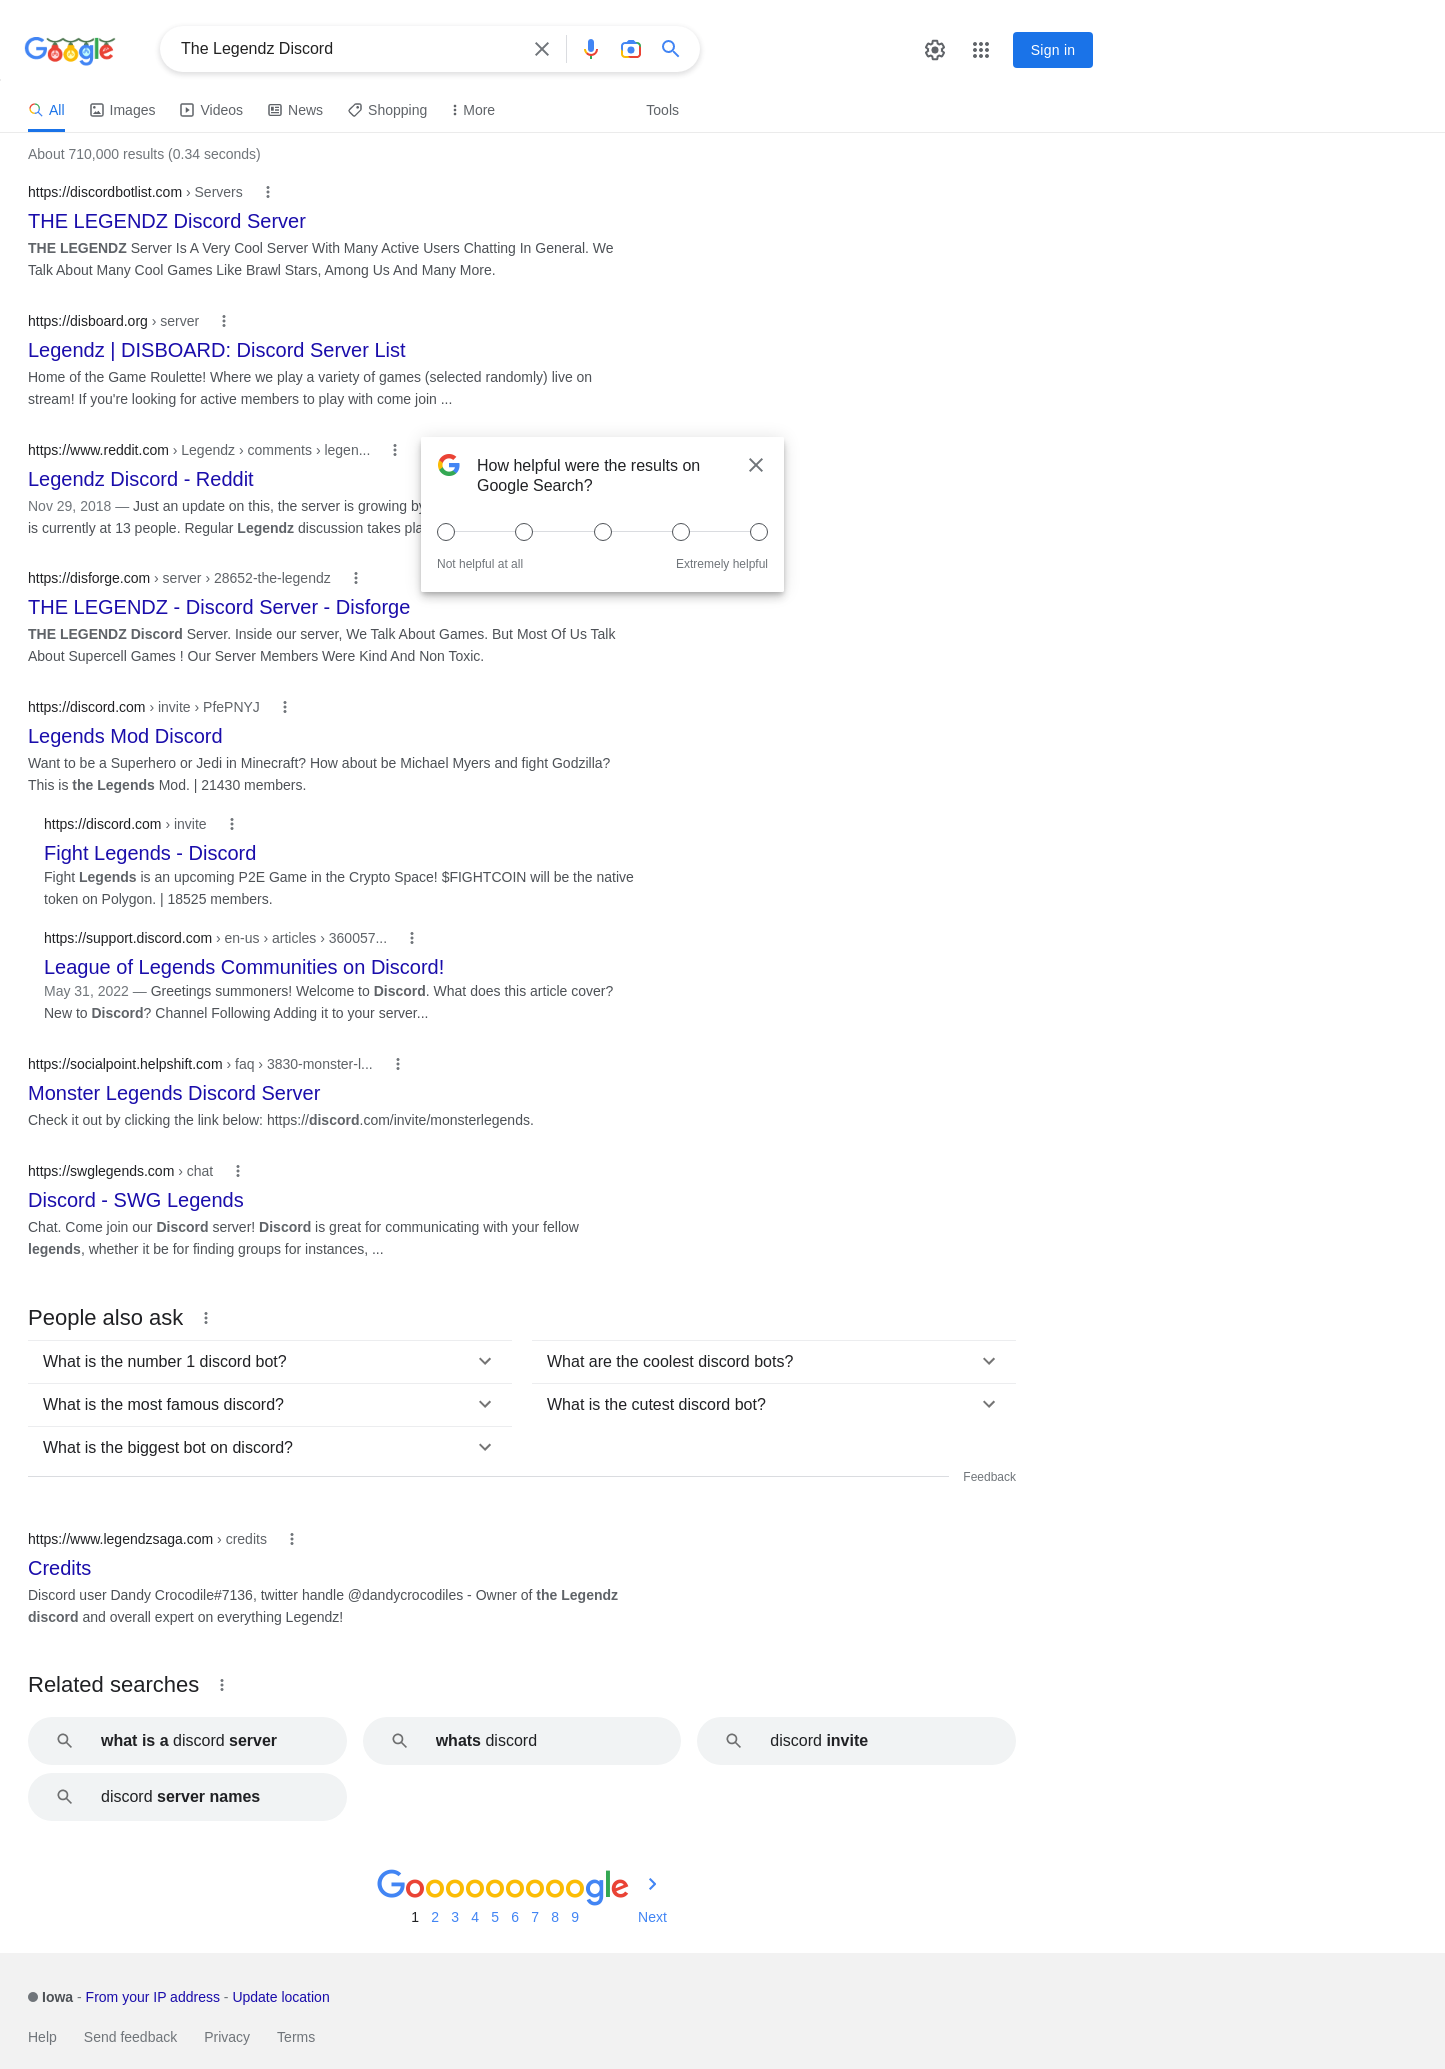 Google
The Legendz Discord
Sign in
All
Images
Videos
News
Shopping
More
Tools
About 710,000 results (0.34 seconds)
https://discordbotlist.com › Servers
THE LEGENDZ Discord Server
THE LEGENDZ Server Is A Very Cool Server With Many Active Users Chatting In General. We
Talk About Many Cool Games Like Brawl Stars, Among Us And Many More.
https://disboard.org › server
Legendz | DISBOARD: Discord Server List
Home of the Game Roulette! Where we play a variety of games (selected randomly) live on
stream! If you're looking for active members to play with come join ...
https://www.reddit.com › Legendz › comments › legen...
Legendz Discord - Reddit
Nov 29, 2018 — Just an update on this, the server is growing by
is currently at 13 people. Regular Legendz discussion takes
How helpful were the results on
Google Search?
Not helpful at all
Extremely helpful
https://disforge.com › server › 28652-the-legendz
THE LEGENDZ - Discord Server - Disforge
THE LEGENDZ Discord Server. Inside our server, We Talk About Games. But Most Of Us Talk
About Supercell Games ! Our Server Members Were Kind And Non Toxic.
https://discord.com › invite › PfePNYJ
Legends Mod Discord
Want to be a Superhero or Jedi in Minecraft? How about be Michael Myers and fight Godzilla?
This is the Legends Mod. | 21430 members.
https://discord.com › invite
Fight Legends - Discord
Fight Legends is an upcoming P2E Game in the Crypto Space! $FIGHTCOIN will be the native
token on Polygon. | 18525 members.
https://support.discord.com › en-us › articles › 360057...
League of Legends Communities on Discord!
May 31, 2022 — Greetings summoners! Welcome to Discord. What does this article cover?
New to Discord? Channel Following Adding it to your server...
https://socialpoint.helpshift.com › faq › 3830-monster-l...
Monster Legends Discord Server
Check it out by clicking the link below: https://discord.com/invite/monsterlegends.
https://swglegends.com › chat
Discord - SWG Legends
Chat. Come join our Discord server! Discord is great for communicating with your fellow
legends, whether it be for finding groups for instances, ...
People also ask
What is the number 1 discord bot?
What are the coolest discord bots?
What is the most famous discord?
What is the cutest discord bot?
What is the biggest bot on discord?
Feedback
https://www.legendzsaga.com › credits
Credits
Discord user Dandy Crocodile#7136, twitter handle @dandycrocodiles - Owner of the Legendz
discord and overall expert on everything Legendz!
Related searches
what is a discord server
whats discord
discord invite
discord server names
Goooooooooogle
1 2 3 4 5 6 7 8 9 Next
Iowa - From your IP address - Update location
Help
Send feedback
Privacy
Terms